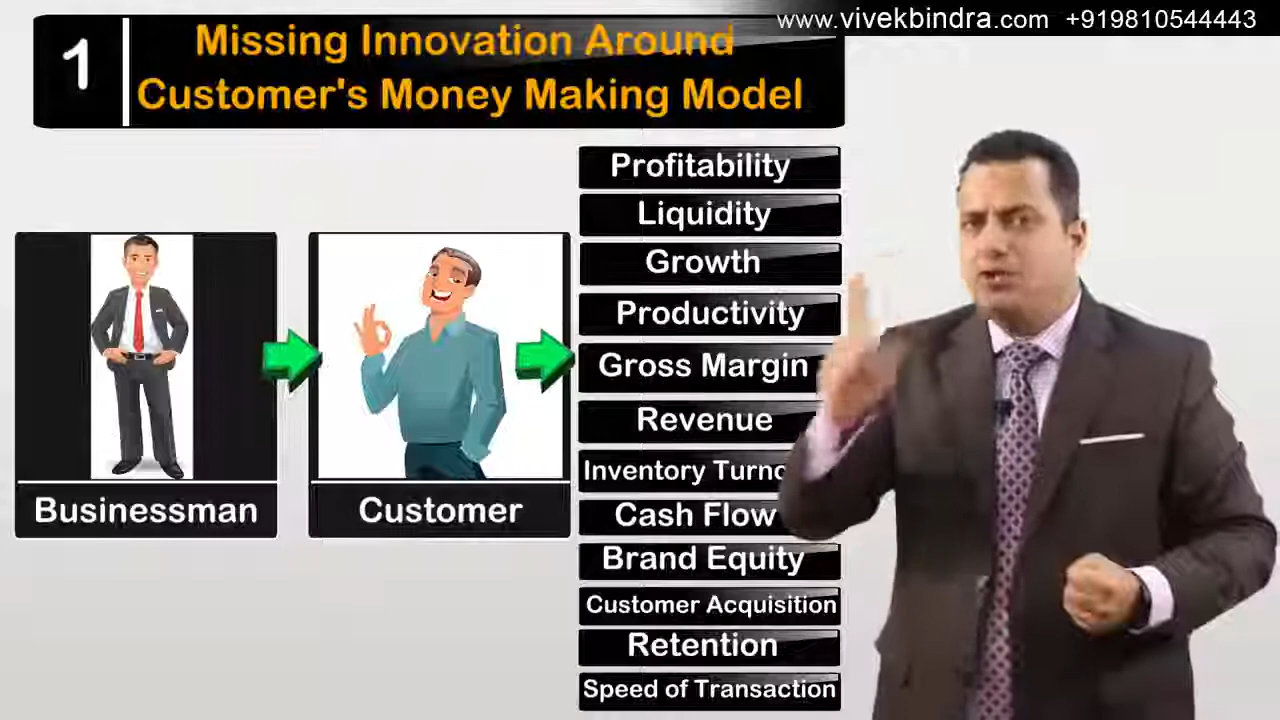 www.vivekbindra.com +919810544443
1
Missing Innovation Around
Customer's Money Making Model
Profitability
Liquidity
Growth
Productivity
Gross Margin
Revenue
Inventory
Cash Flow
Brand Equity
Customer Acquisition
Retention
Speed of Transaction
Businessman
Customer